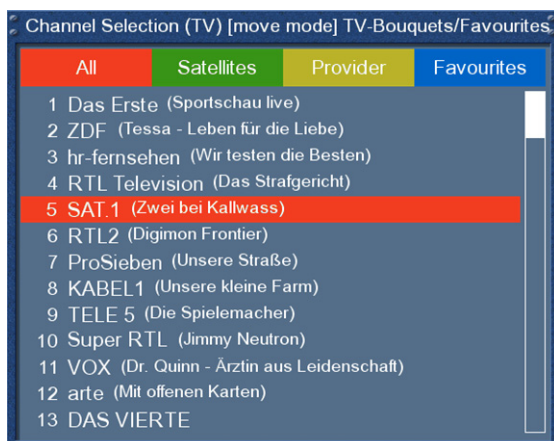 Channel Selection (TV) [move mode] TV-Bouquets/Favourites
All Satellites Provider Favourites
1 Das Erste (Sportschau live)
2 ZDF (Tessa - Leben für die Liebe)
3 hr-fernsehen (Wir testen die Besten)
4 RTL Television (Das Strafgericht)
5 SAT.1 (Zwei bei Kallwass)
6 RTL2 (Digimon Frontier)
7 ProSieben (Unsere Straße)
8 KABEL1 (Unsere kleine Farm)
9 TELE 5 (Die Spielemacher)
10 Super RTL (Jimmy Neutron)
11 VOX (Dr. Quinn - Ärztin aus Leidenschaft)
12 arte (Mit offenen Karten)
13 DAS VIERTE